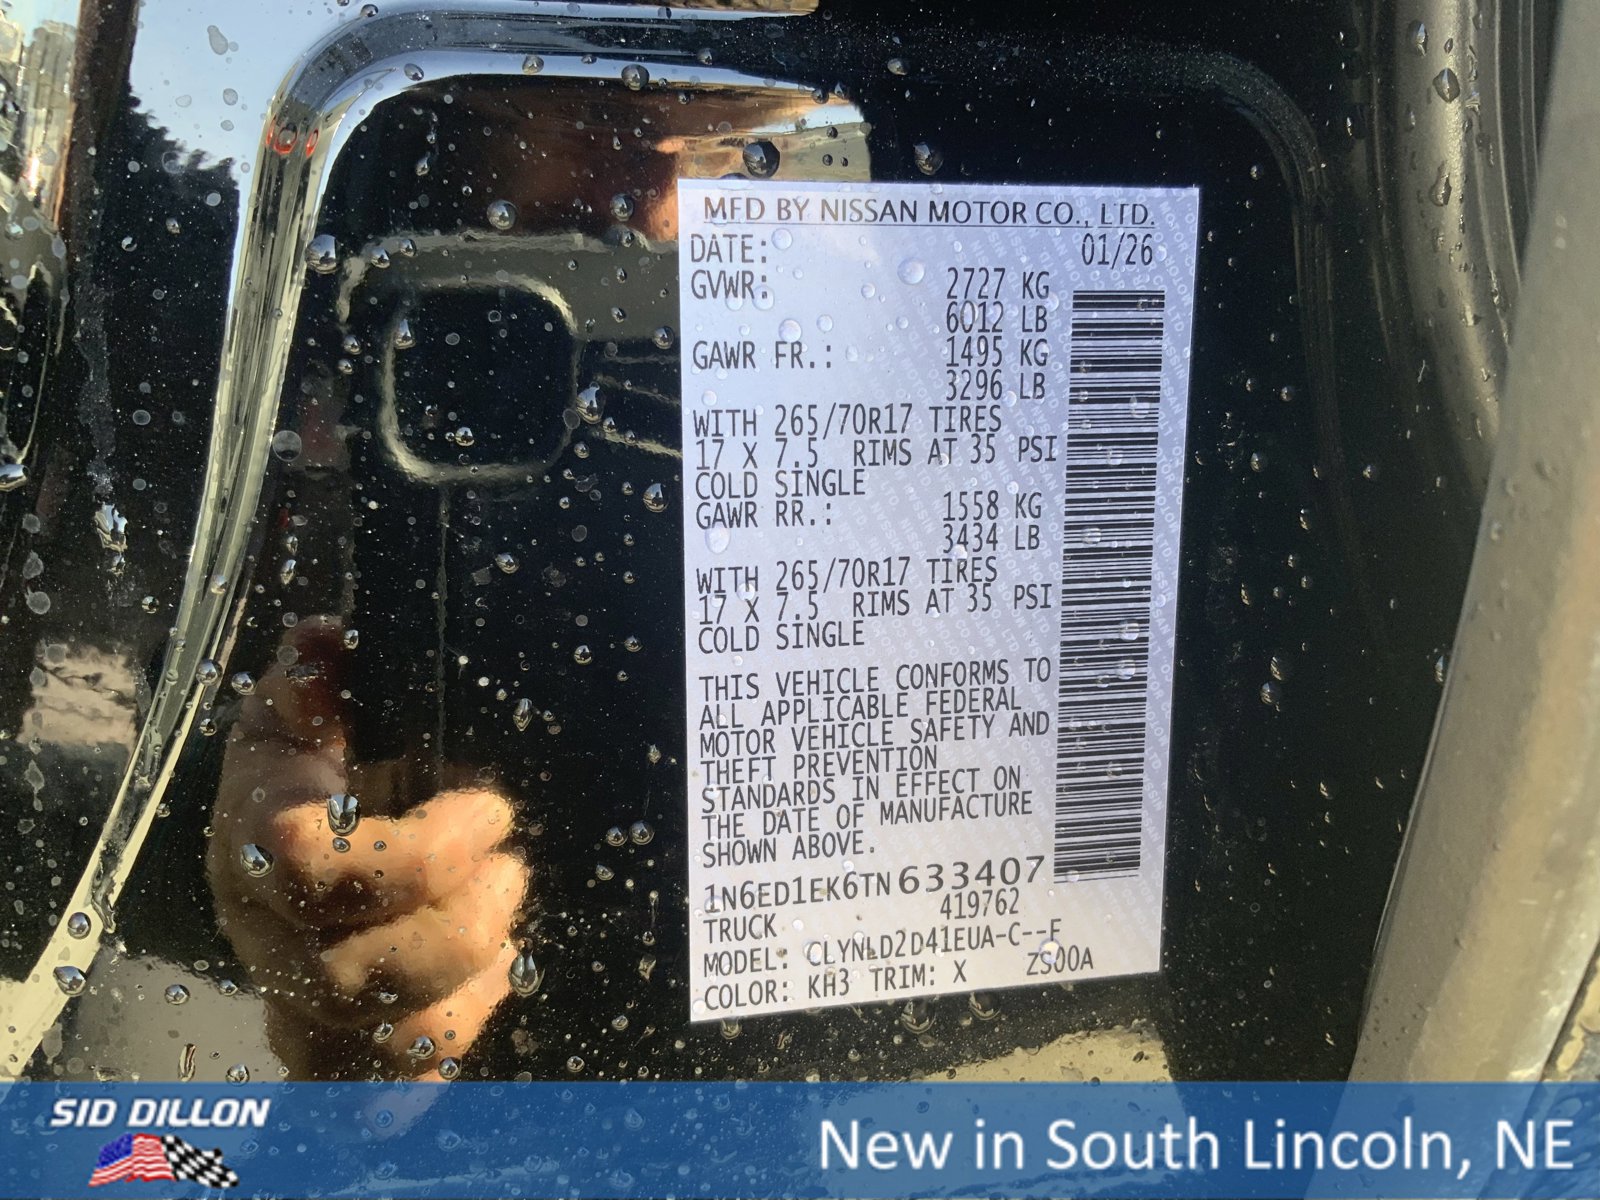 MFD BY NISSAN MOTOR CO., LTD.
DATE: 01/26
GVWR: 2727 KG
6012 LB
GAWR FR.: 1495 KG
3296 LB
WITH 265/70R17 TIRES
17 X 7.5 RIMS AT 35 PSI
COLD SINGLE
GAWR RR.: 1558 KG
3434 LB
WITH 265/70R17 TIRES
17 X 7.5 RIMS AT 35 PSI
COLD SINGLE
THIS VEHICLE CONFORMS TO
ALL APPLICABLE FEDERAL
MOTOR VEHICLE SAFETY AND
THEFT PREVENTION
STANDARDS IN EFFECT ON
THE DATE OF MANUFACTURE
SHOWN ABOVE.
1N6ED1EK6TN633407
TRUCK 419762
MODEL: CLYNLD2D41EUA-C--F
COLOR: KH3 TRIM: X ZS00A
SID DILLON
New in South Lincoln, NE